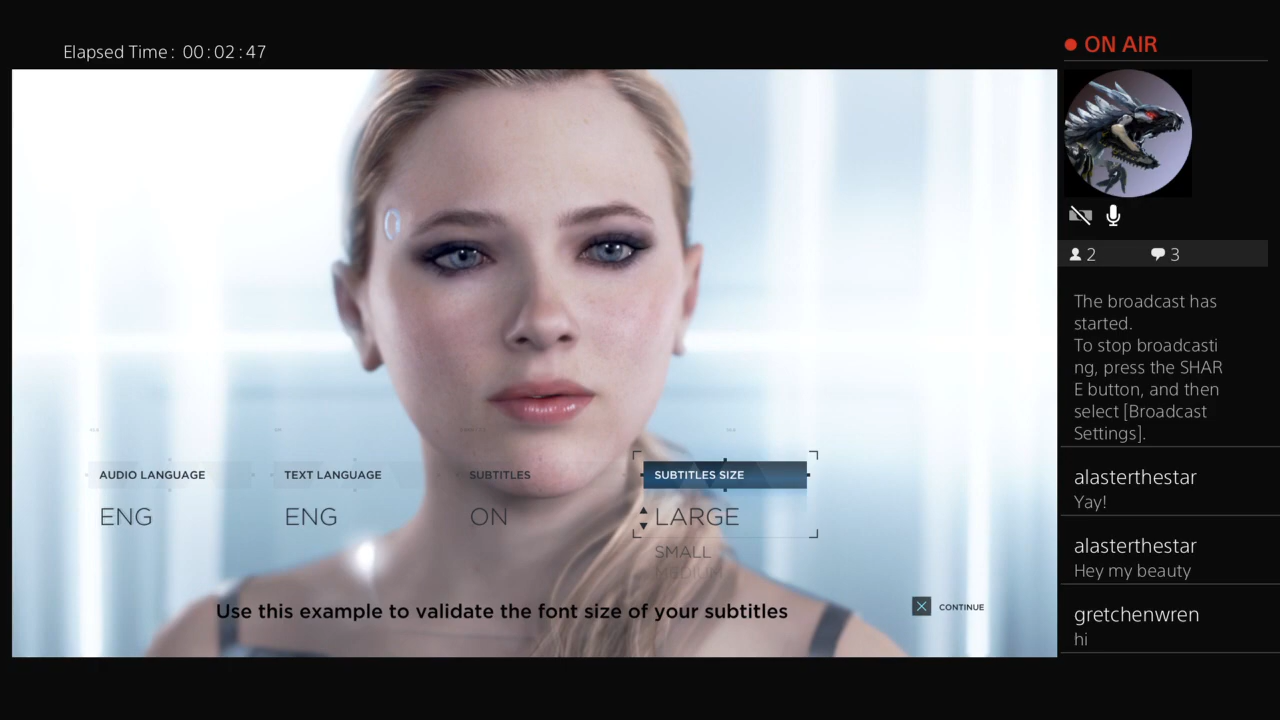 Elapsed Time: 00:02:47
ON AIR
2
3
The broadcast has
started.
To stop broadcasti
ng, press the SHAR
E button, and then
select [Broadcast
Settings].
alasterthestar
Yay!
alasterthestar
Hey my beauty
gretchenwren
hi
AUDIO LANGUAGE
TEXT LANGUAGE
SUBTITLES
SUBTITLES SIZE
ENG
ENG
ON
LARGE
SMALL
MEDIUM
Use this example to validate the font size of your subtitles
CONTINUE